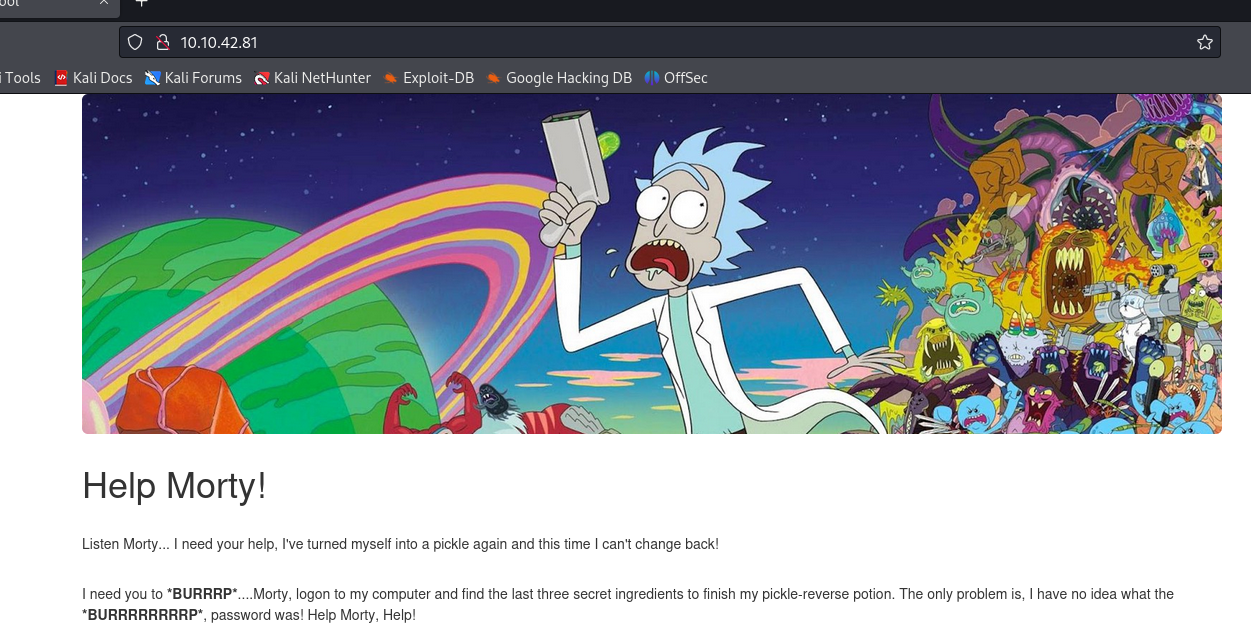 ool
10.10.42.81
i Tools Kali Docs Kali Forums Kali NetHunter Exploit-DB Google Hacking DB OffSec
Help Morty!
Listen Morty... I need your help, I've turned myself into a pickle again and this time I can't change back!
I need you to *BURRRP*....Morty, logon to my computer and find the last three secret ingredients to finish my pickle-reverse potion. The only problem is, I have no idea what the
*BURRRRRRRRP*, password was! Help Morty, Help!